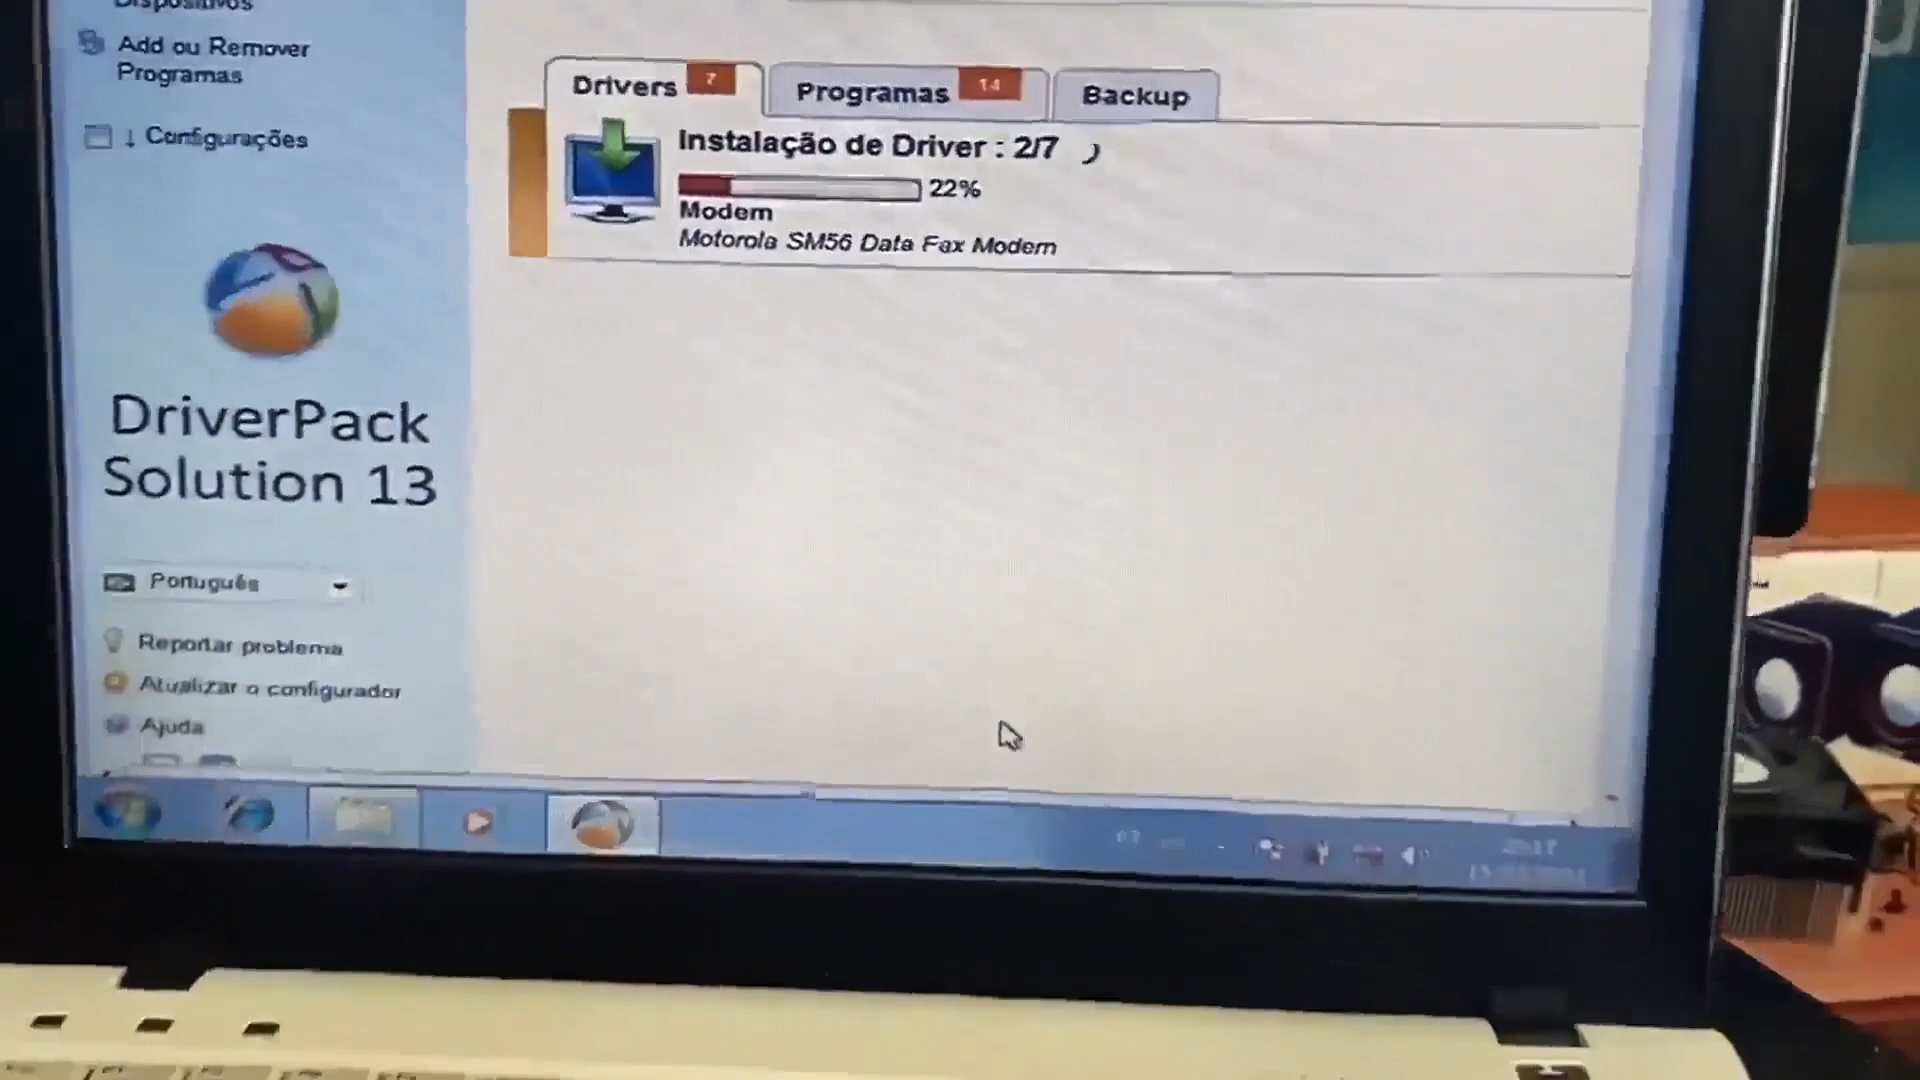 Dispositivos
Add ou Remover
Programas
↓ Configurações
DriverPack
Solution 13
Português
Reportar problema
Atualizar o configurador
Ajuda
Drivers 7
Programas 14
Backup
Instalação de Driver : 2/7
22%
Modem
Motorola SM56 Data Fax Modem